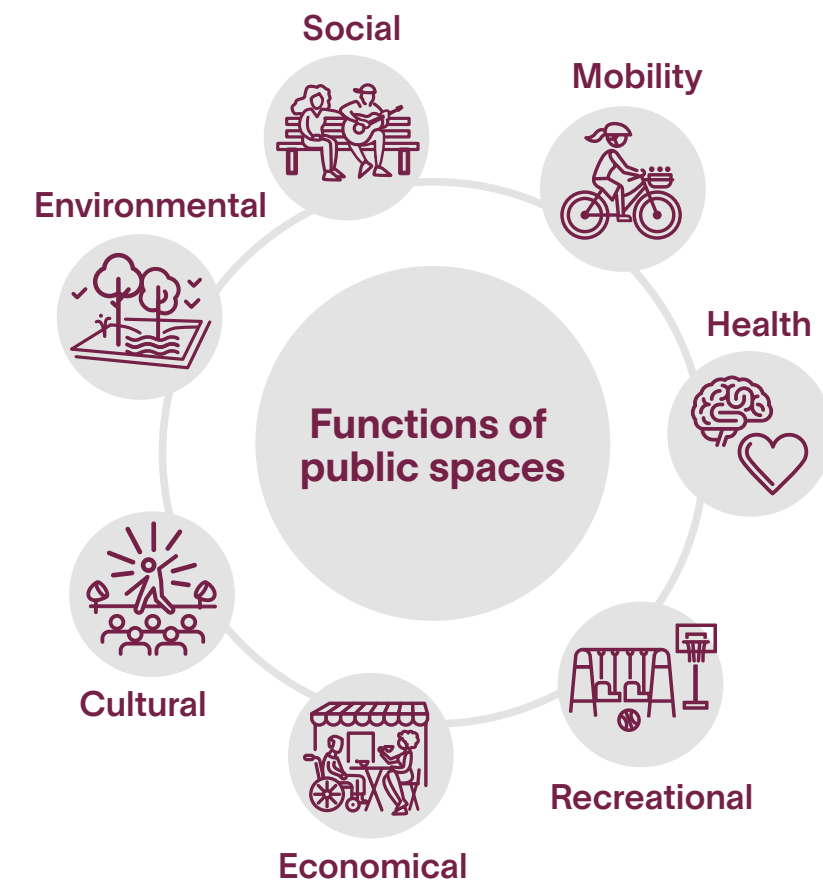 Social
Mobility
Environmental
Health
Functions of
public spaces
Cultural
Recreational
Economical